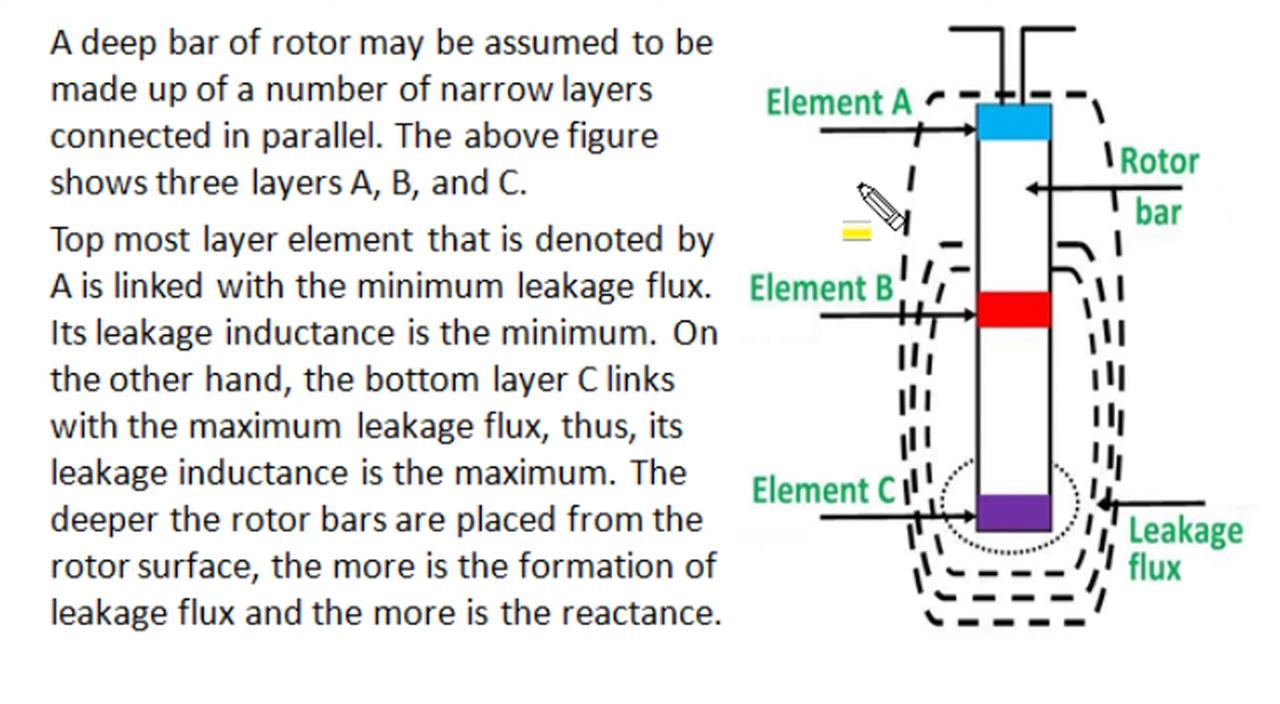 A deep bar of rotor may be assumed to be
made up of a number of narrow layers
connected in parallel. The above figure
shows three layers A, B, and C.
Top most layer element that is denoted by
A is linked with the minimum leakage flux.
Its leakage inductance is the minimum. On
the other hand, the bottom layer C links
with the maximum leakage flux, thus, its
leakage inductance is the maximum. The
deeper the rotor bars are placed from the
rotor surface, the more is the formation of
leakage flux and the more is the reactance.
Element A
Rotor
bar
Element B
Element C
Leakage
flux